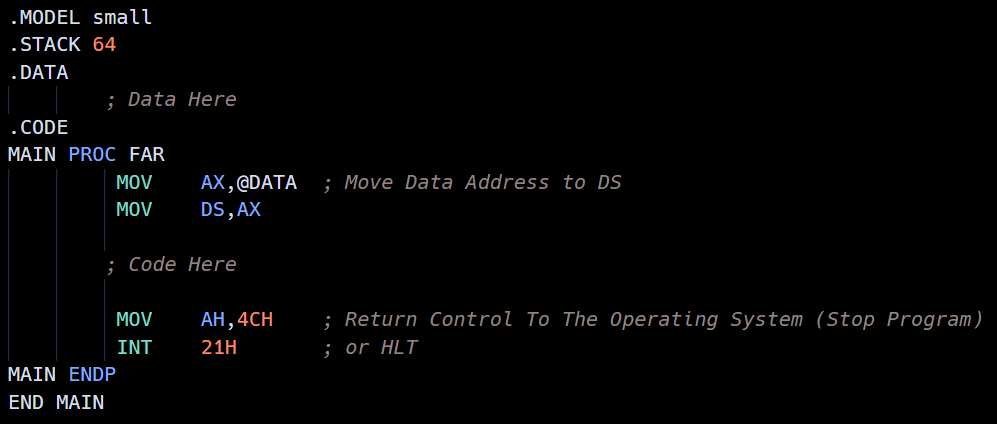 .MODEL small
.STACK 64
.DATA
; Data Here
.CODE
MAIN PROC FAR
MOV AX,@DATA ; Move Data Address to DS
MOV DS,AX
; Code Here
MOV AH,4CH ; Return Control To The Operating System (Stop Program)
INT 21H ; or HLT
MAIN ENDP
END MAIN